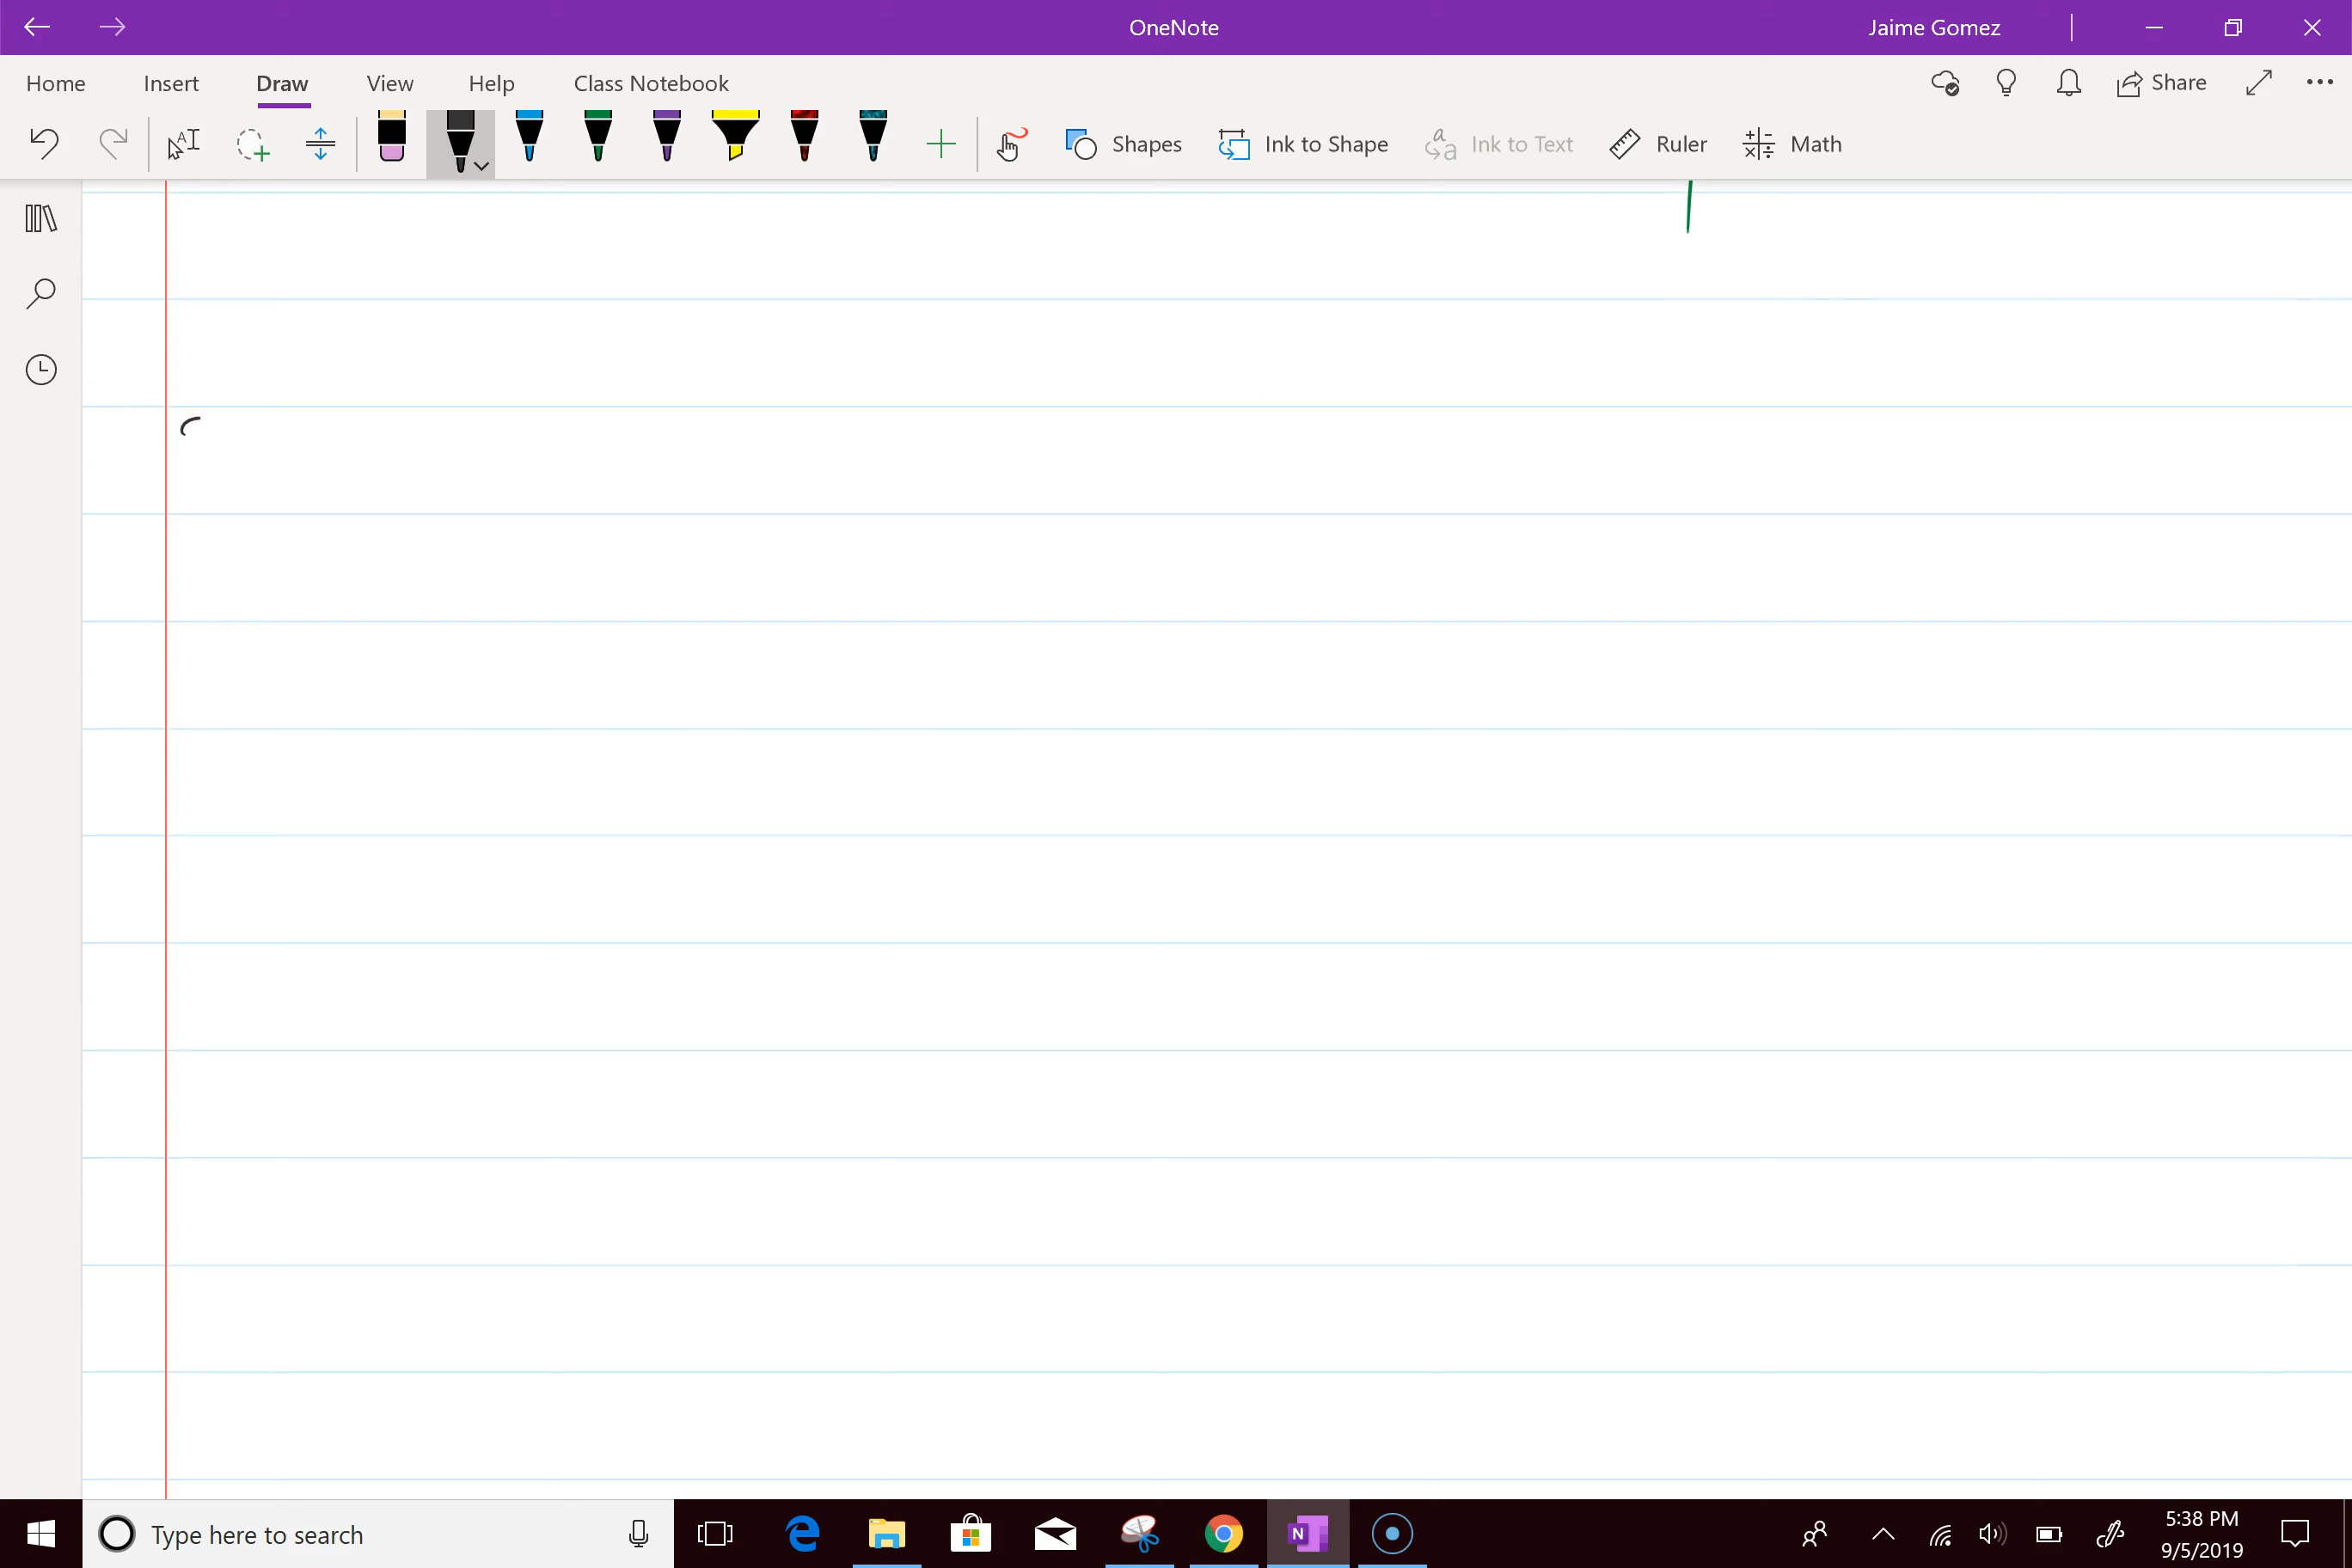 OneNote Jaime Gomez
Home Insert Draw View Help Class Notebook Share
Shapes Ink to Shape Ink to Text Ruler Math
Type here to search
5:38 PM
9/5/2019